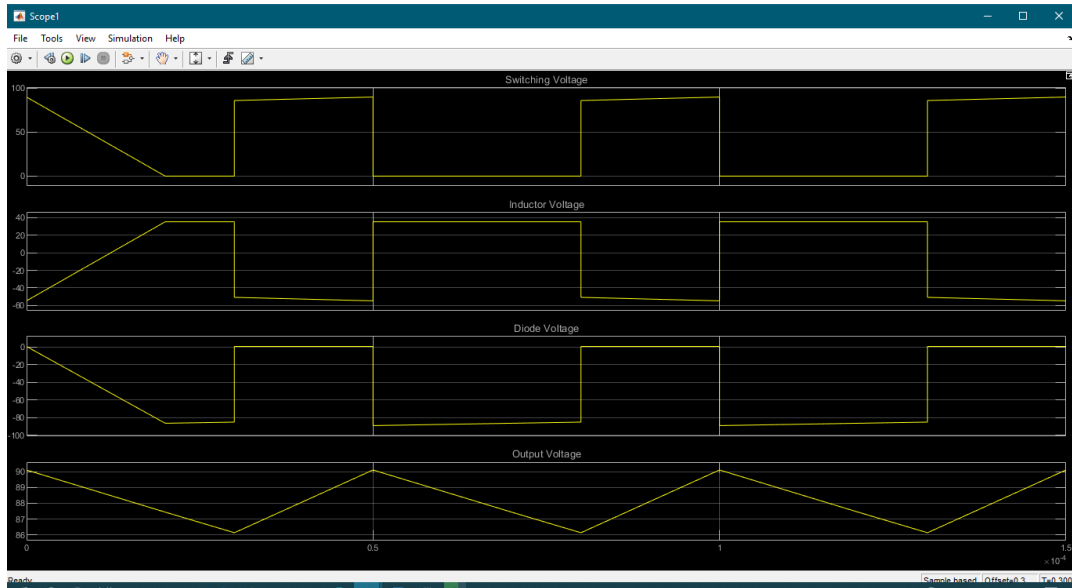 Scope1
File Tools View Simulation Help
Switching Voltage
100
50
0
Inductor Voltage
40
20
0
-20
-40
-60
Diode Voltage
0
-20
-40
-60
-80
-100
Output Voltage
90
89
88
87
86
0 0.5 1 1.5
×10⁻⁴
Ready Sample based Offset=0.3